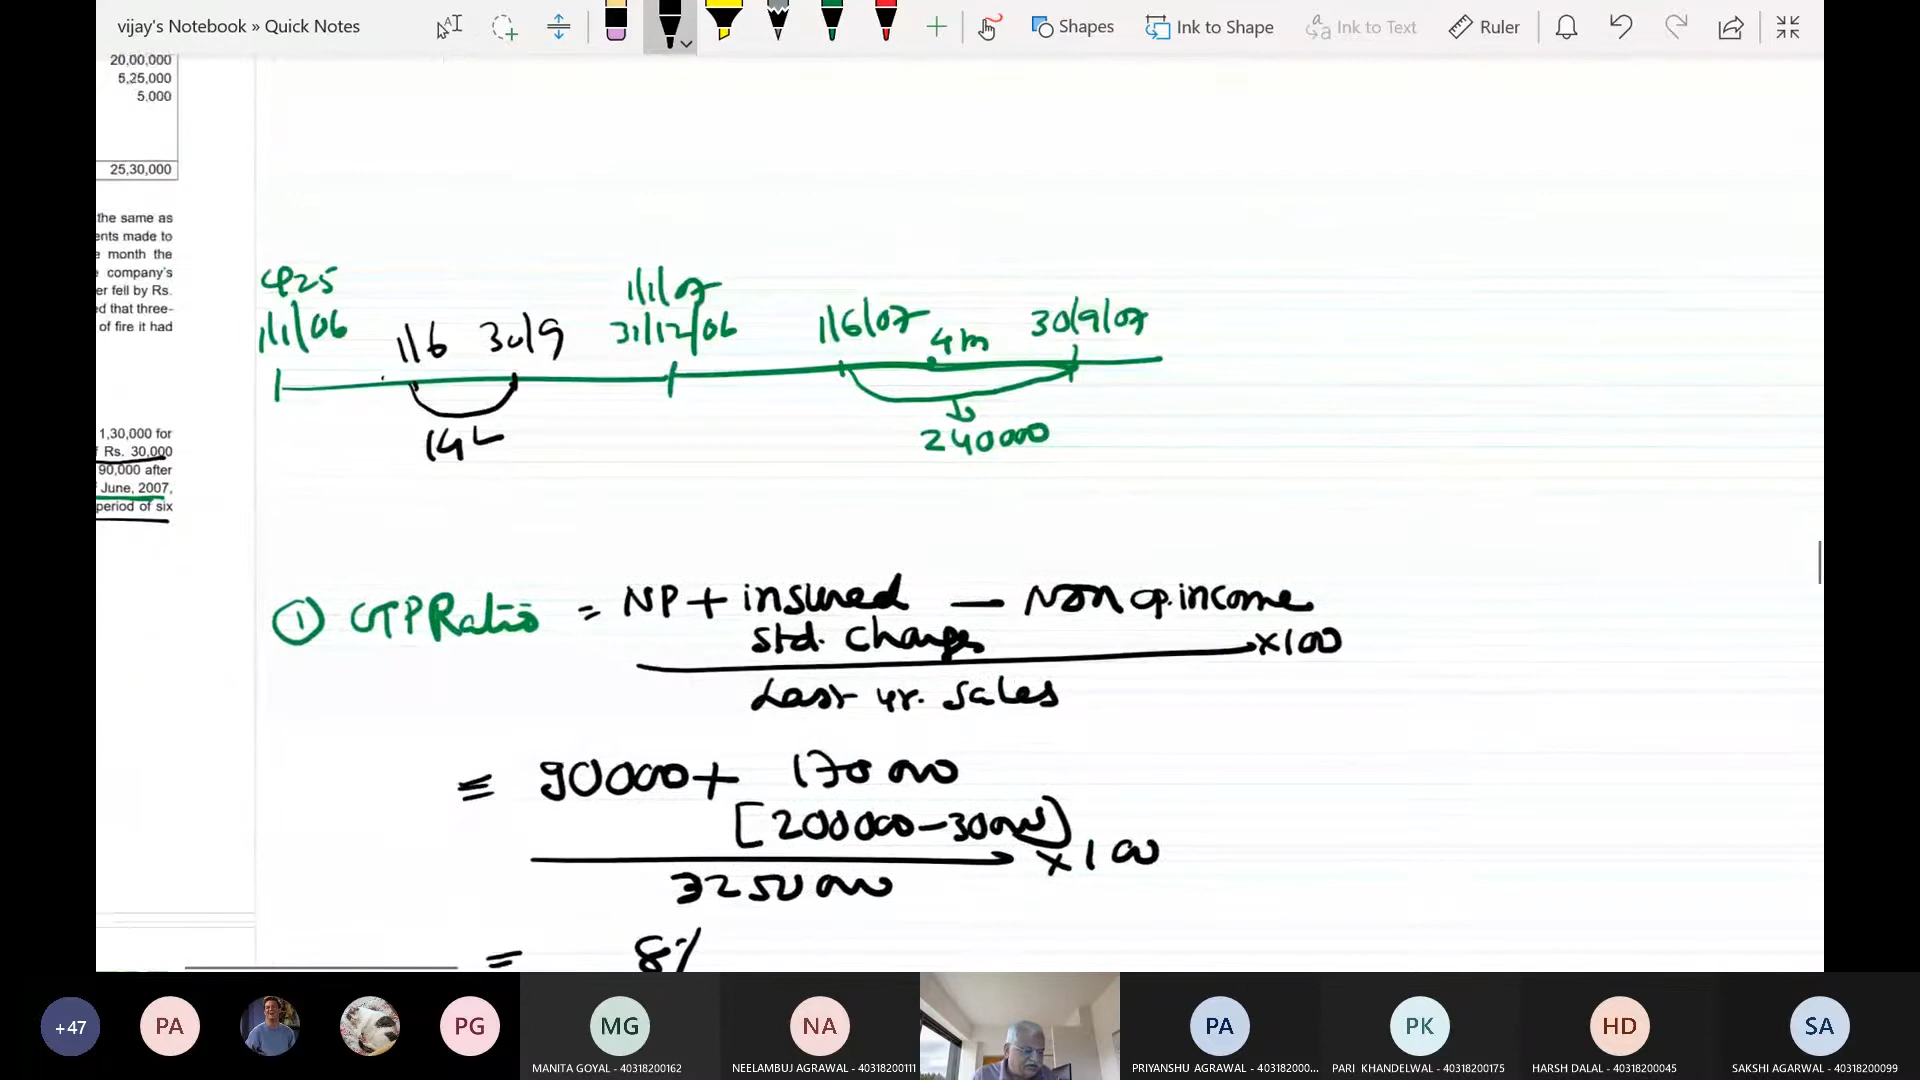 vijay's Notebook » Quick Notes
Shapes
Ink to Shape
Ink to Text
Ruler
20,00,000
5,25,000
5.000
25,30,000
the same as
ents made to
month the
company's
er fell by Rs.
ed that three-
of fire it had
1,30,000 for
Rs. 30,000
90,000 after
June, 2007,
period of six
1/1/06
1/6 30/9
1/1/07
31/12/06
1/6/07
4m
30/9/07
14L
240000
① GP Ratio = NP + insured — Non op. income
std. charges
x100
Last yr. sales
= 90000 + 170000
[200000-30000]
x100
3250000
= 8%
+47
PA
PG
MG
MANITA GOYAL - 40318200162
NA
NEELAMBUJ AGRAWAL - 40318200111
PA
PRIYANSHU AGRAWAL - 403182000...
PK
PARI KHANDELWAL - 40318200175
HD
HARSH DALAL - 40318200045
SA
SAKSHI AGARWAL - 40318200099